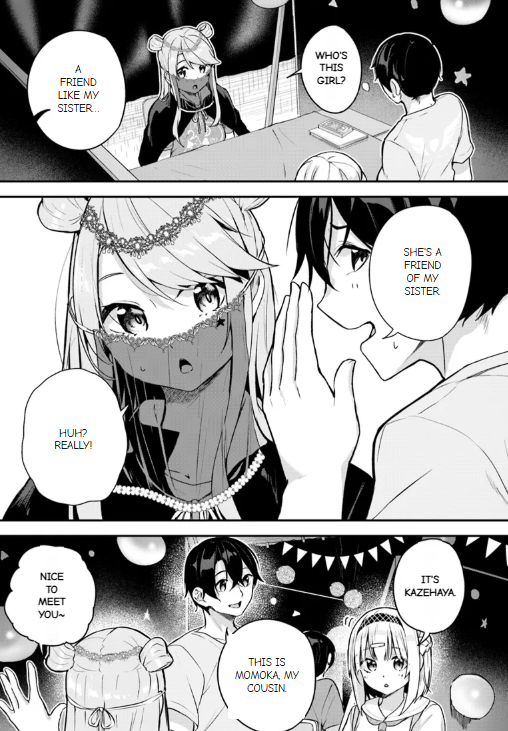 WHO'S
THIS
GIRL?
A
FRIEND
LIKE MY
SISTER...
SHE'S A
FRIEND
OF MY
SISTER
HUH?
REALLY!
IT'S
KAZEHAYA.
THIS IS
MOMOKA, MY
COUSIN.
NICE
TO
MEET
YOU~